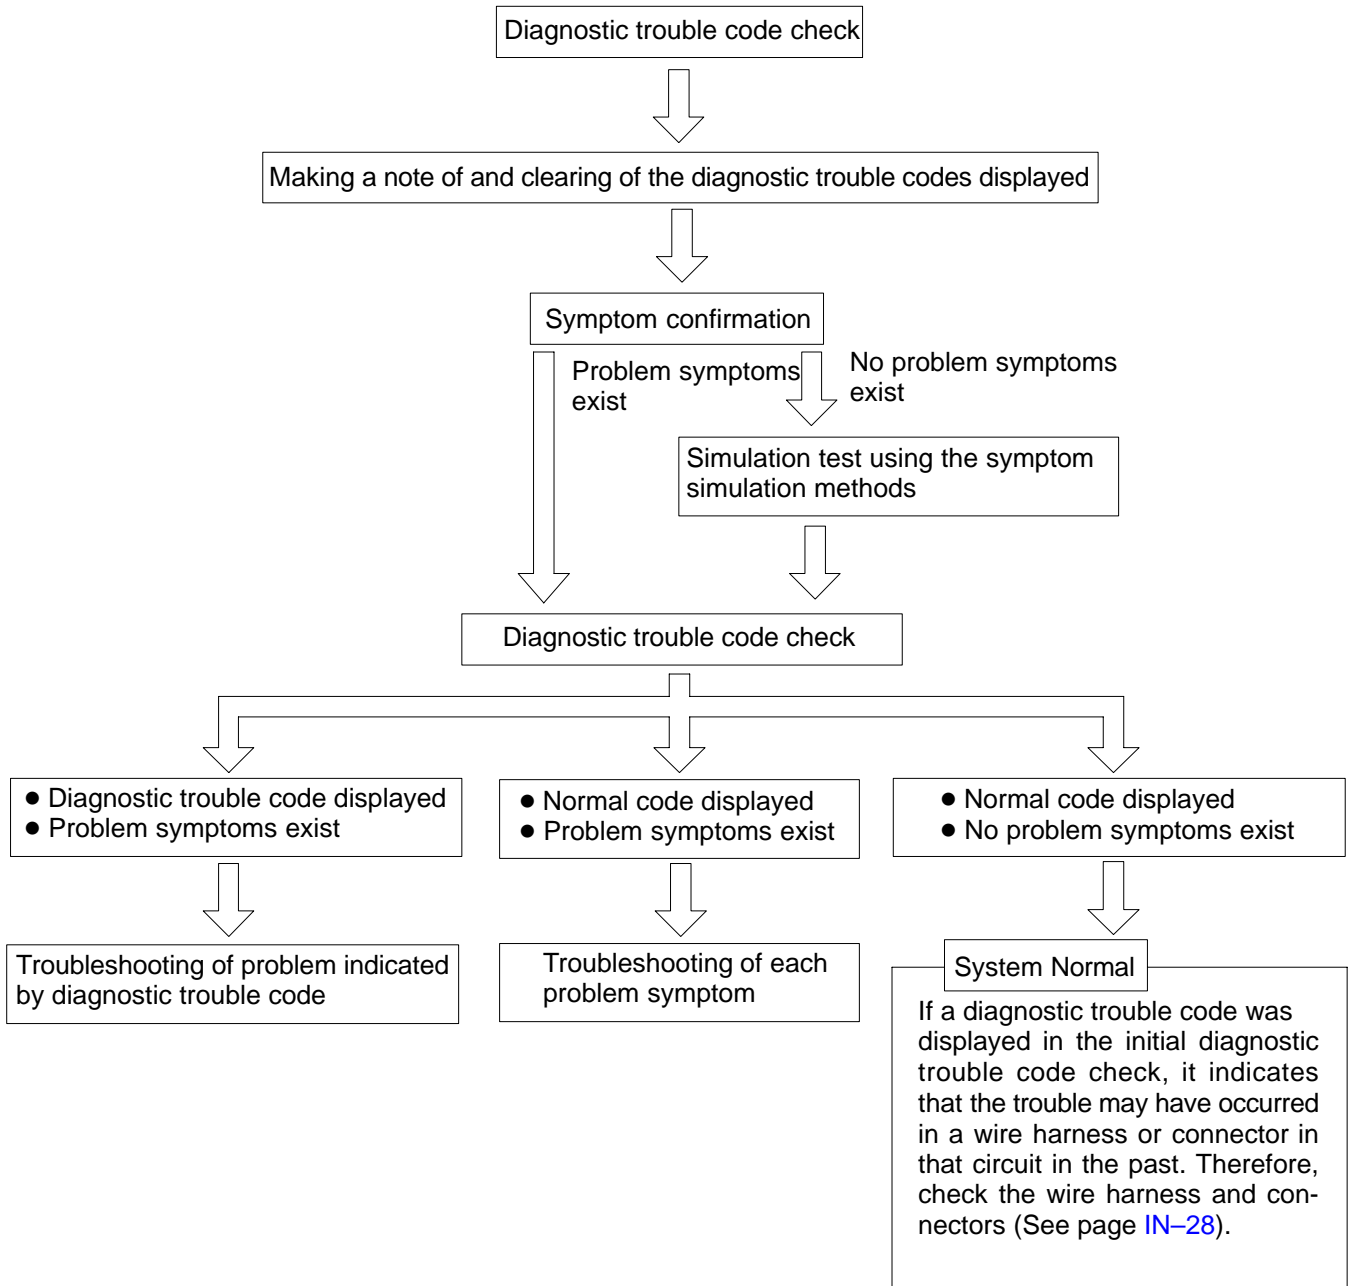 Diagnostic trouble code check
Making a note of and clearing of the diagnostic trouble codes displayed
Symptom confirmation
Problem symptoms
exist
No problem symptoms
exist
Simulation test using the symptom
simulation methods
Diagnostic trouble code check
● Diagnostic trouble code displayed
● Problem symptoms exist
● Normal code displayed
● Problem symptoms exist
● Normal code displayed
● No problem symptoms exist
Troubleshooting of problem indicated
by diagnostic trouble code
Troubleshooting of each
problem symptom
System Normal
If a diagnostic trouble code was
displayed in the initial diagnostic
trouble code check, it indicates
that the trouble may have occurred
in a wire harness or connector in
that circuit in the past. Therefore,
check the wire harness and con-
nectors (See page IN–28).